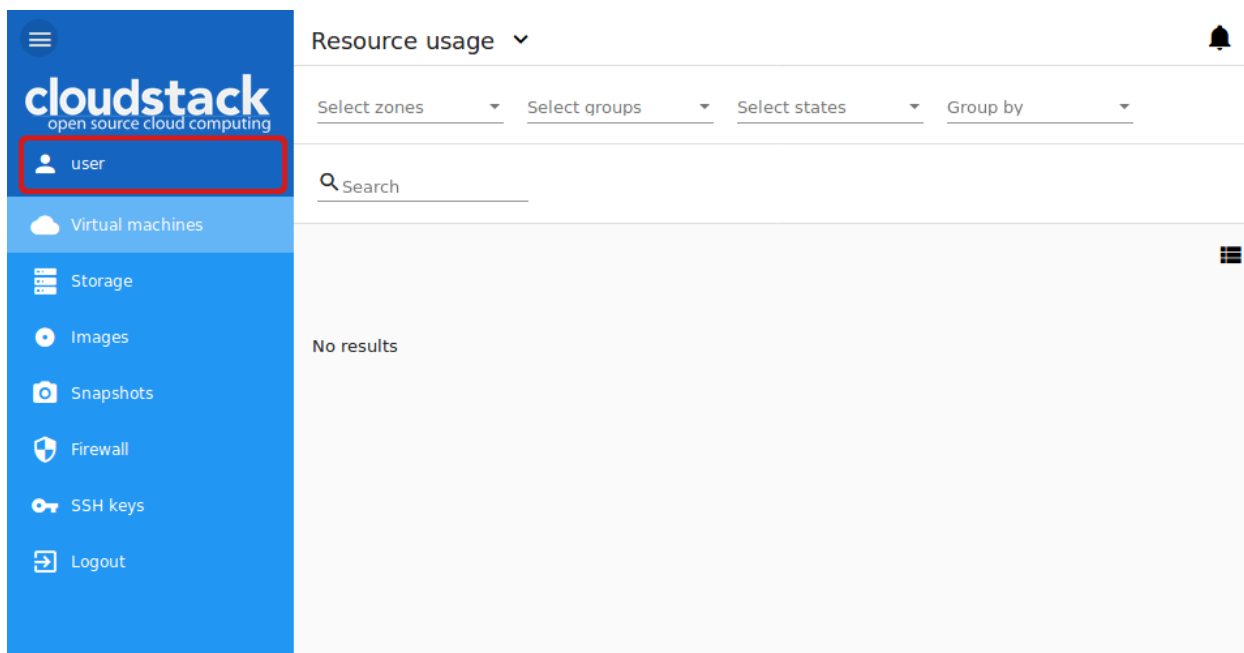 cloudstack
open source cloud computing
user
Virtual machines
Storage
Images
Snapshots
Firewall
SSH keys
Logout
Resource usage
Select zones Select groups Select states Group by
Search
No results